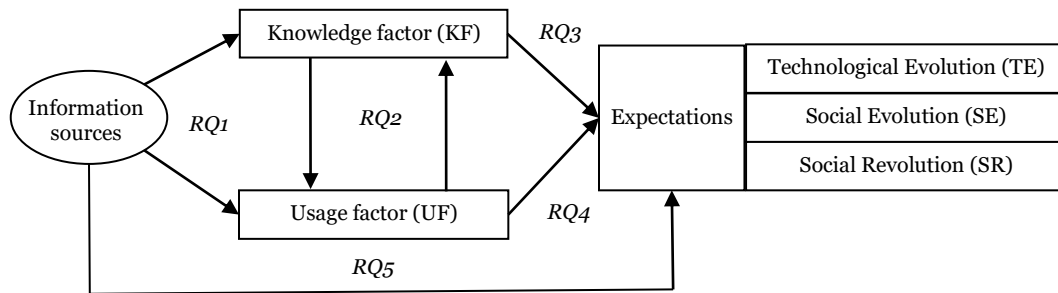 Knowledge factor (KF)
RQ3
Technological Evolution (TE)
Information
sources
RQ1
RQ2
Expectations
Social Evolution (SE)
Social Revolution (SR)
Usage factor (UF)
RQ4
RQ5